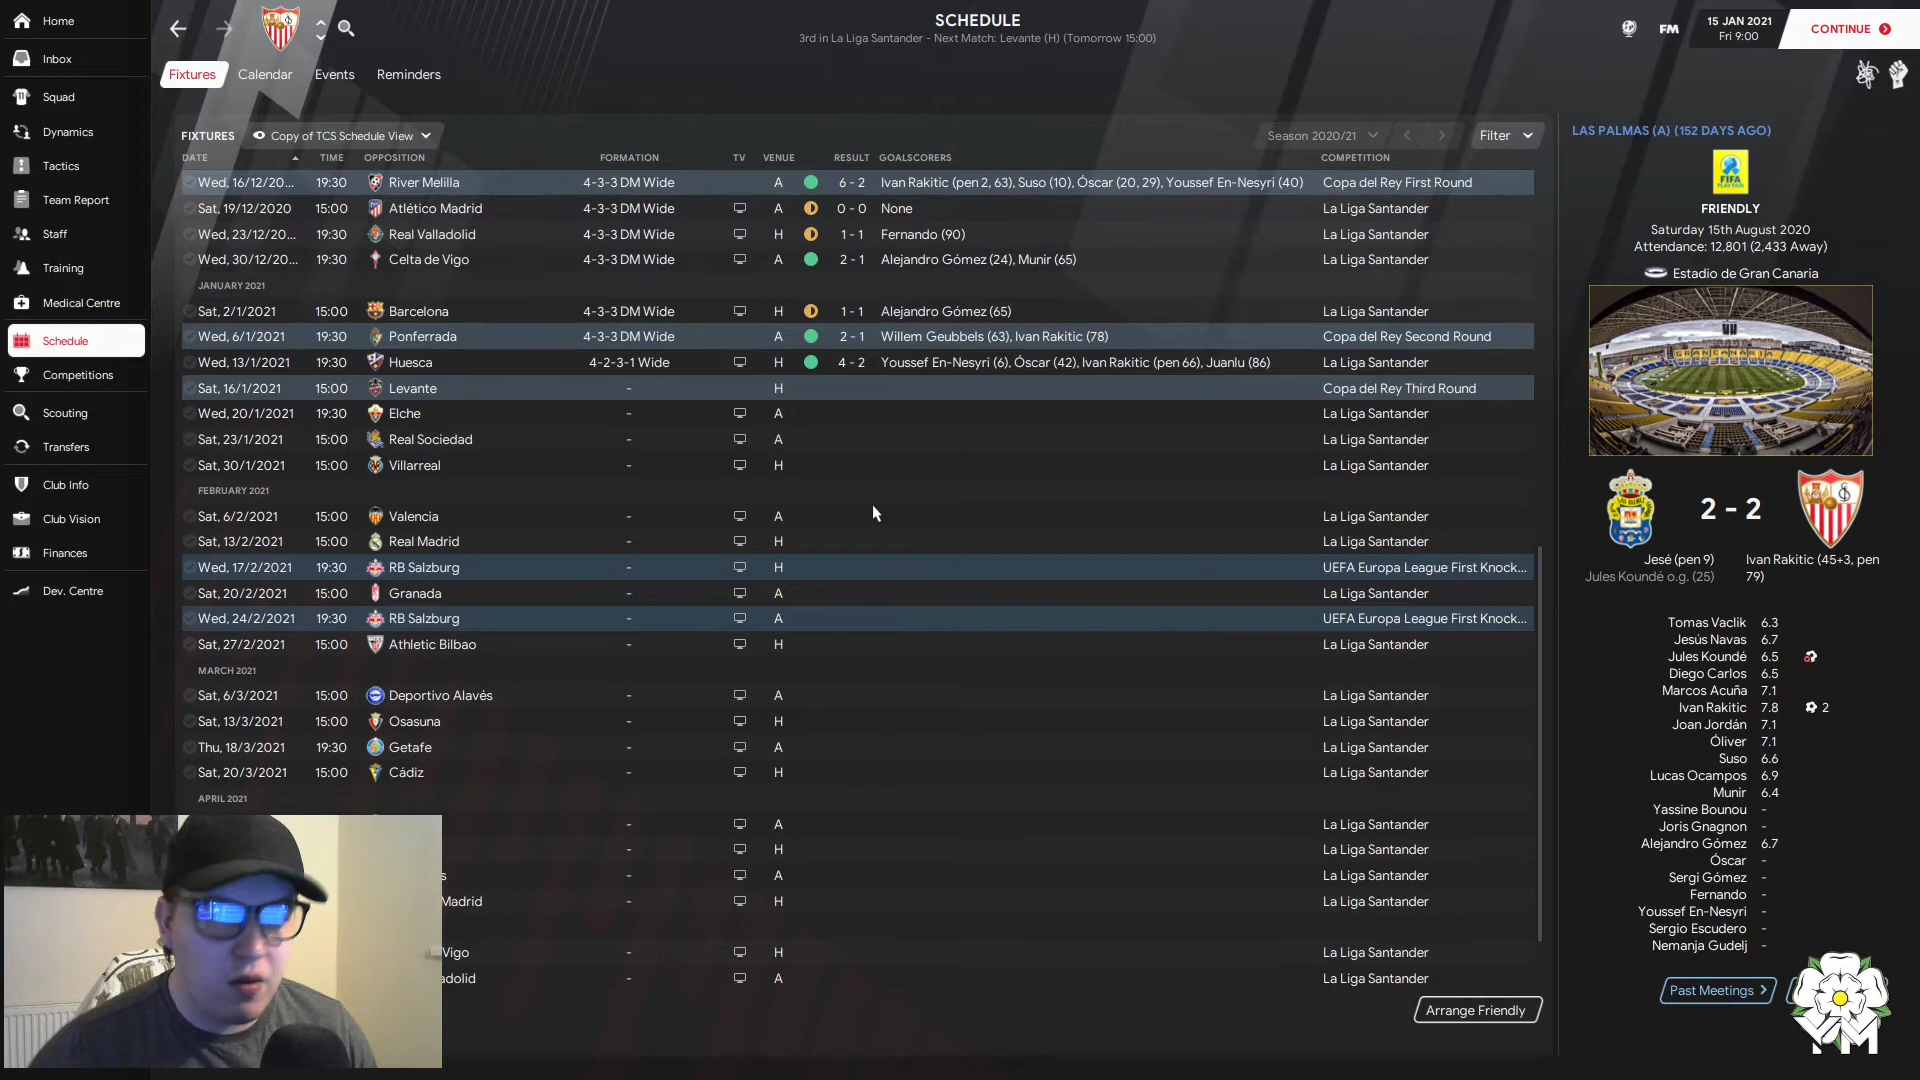 Home
Inbox
Squad
Dynamics
Tactics
Team Report
Staff
Training
Medical Centre
Schedule
Competitions
Scouting
Transfers
Club Info
Club Vision
Finances
Dev. Centre
SCHEDULE
3rd in La Liga Santander - Next Match: Levante (H) (Tomorrow 15:00)
FM
15 JAN 2021
Fri 9:00
CONTINUE
Fixtures Calendar Events Reminders
FIXTURES Copy of TCS Schedule View Season 2020/21 Filter
DATE TIME OPPOSITION FORMATION TV VENUE RESULT GOALSCORERS COMPETITION
Wed, 16/12/20... 19:30 River Melilla 4-3-3 DM Wide A 6 - 2 Ivan Rakitic (pen 2, 63), Suso (10), Óscar (20, 29), Youssef En-Nesyri (40) Copa del Rey First Round
Sat, 19/12/2020 15:00 Atlético Madrid 4-3-3 DM Wide A 0 - 0 None La Liga Santander
Wed, 23/12/20... 19:30 Real Valladolid 4-3-3 DM Wide H 1 - 1 Fernando (90) La Liga Santander
Wed, 30/12/20... 19:30 Celta de Vigo 4-3-3 DM Wide A 2 - 1 Alejandro Gómez (24), Munir (65) La Liga Santander
JANUARY 2021
Sat, 2/1/2021 15:00 Barcelona 4-3-3 DM Wide H 1 - 1 Alejandro Gómez (65) La Liga Santander
Wed, 6/1/2021 19:30 Ponferrada 4-3-3 DM Wide A 2 - 1 Willem Geubbels (63), Ivan Rakitic (78) Copa del Rey Second Round
Wed, 13/1/2021 19:30 Huesca 4-2-3-1 Wide H 4 - 2 Youssef En-Nesyri (6), Óscar (42), Ivan Rakitic (pen 66), Juanlu (86) La Liga Santander
Sat, 16/1/2021 15:00 Levante - H Copa del Rey Third Round
Wed, 20/1/2021 19:30 Elche - A La Liga Santander
Sat, 23/1/2021 15:00 Real Sociedad - A La Liga Santander
Sat, 30/1/2021 15:00 Villarreal - H La Liga Santander
FEBRUARY 2021
Sat, 6/2/2021 15:00 Valencia - A La Liga Santander
Sat, 13/2/2021 15:00 Real Madrid - H La Liga Santander
Wed, 17/2/2021 19:30 RB Salzburg - H UEFA Europa League First Knock...
Sat, 20/2/2021 15:00 Granada - A La Liga Santander
Wed, 24/2/2021 19:30 RB Salzburg - A UEFA Europa League First Knock...
Sat, 27/2/2021 15:00 Athletic Bilbao - H La Liga Santander
MARCH 2021
Sat, 6/3/2021 15:00 Deportivo Alavés - A La Liga Santander
Sat, 13/3/2021 15:00 Osasuna - H La Liga Santander
Thu, 18/3/2021 19:30 Getafe - A La Liga Santander
Sat, 20/3/2021 15:00 Cádiz - H La Liga Santander
APRIL 2021
- A La Liga Santander
- H La Liga Santander
s - A La Liga Santander
Madrid - H La Liga Santander
Vigo - H La Liga Santander
adolid - A La Liga Santander
Arrange Friendly
LAS PALMAS (A) (152 DAYS AGO)
FIFA
FRIENDLY
Saturday 15th August 2020
Attendance: 12,801 (2,433 Away)
Estadio de Gran Canaria
GRAN CANARIA
2 - 2
Jesé (pen 9)
Jules Koundé o.g. (25)
Ivan Rakitic (45+3, pen
79)
Tomas Vaclik 6.3
Jesús Navas 6.7
Jules Koundé 6.5
Diego Carlos 6.5
Marcos Acuña 7.1
Ivan Rakitic 7.8 2
Joan Jordán 7.1
Óliver 7.1
Suso 6.6
Lucas Ocampos 6.9
Munir 6.4
Yassine Bounou -
Joris Gnagnon -
Alejandro Gómez 6.7
Óscar -
Sergi Gómez -
Fernando -
Youssef En-Nesyri -
Sergio Escudero -
Nemanja Gudelj -
Past Meetings